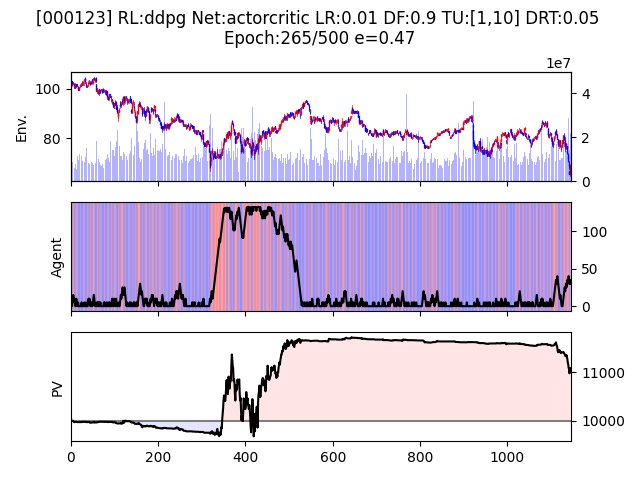 [000123] RL:ddpg Net:actorcritic LR:0.01 DF:0.9 TU:[1,10] DRT:0.05
Epoch:265/500 e=0.47
1e7
Env.
100
80
4
2
0
Agent
100
50
0
PV
11000
10000
0 200 400 600 800 1000